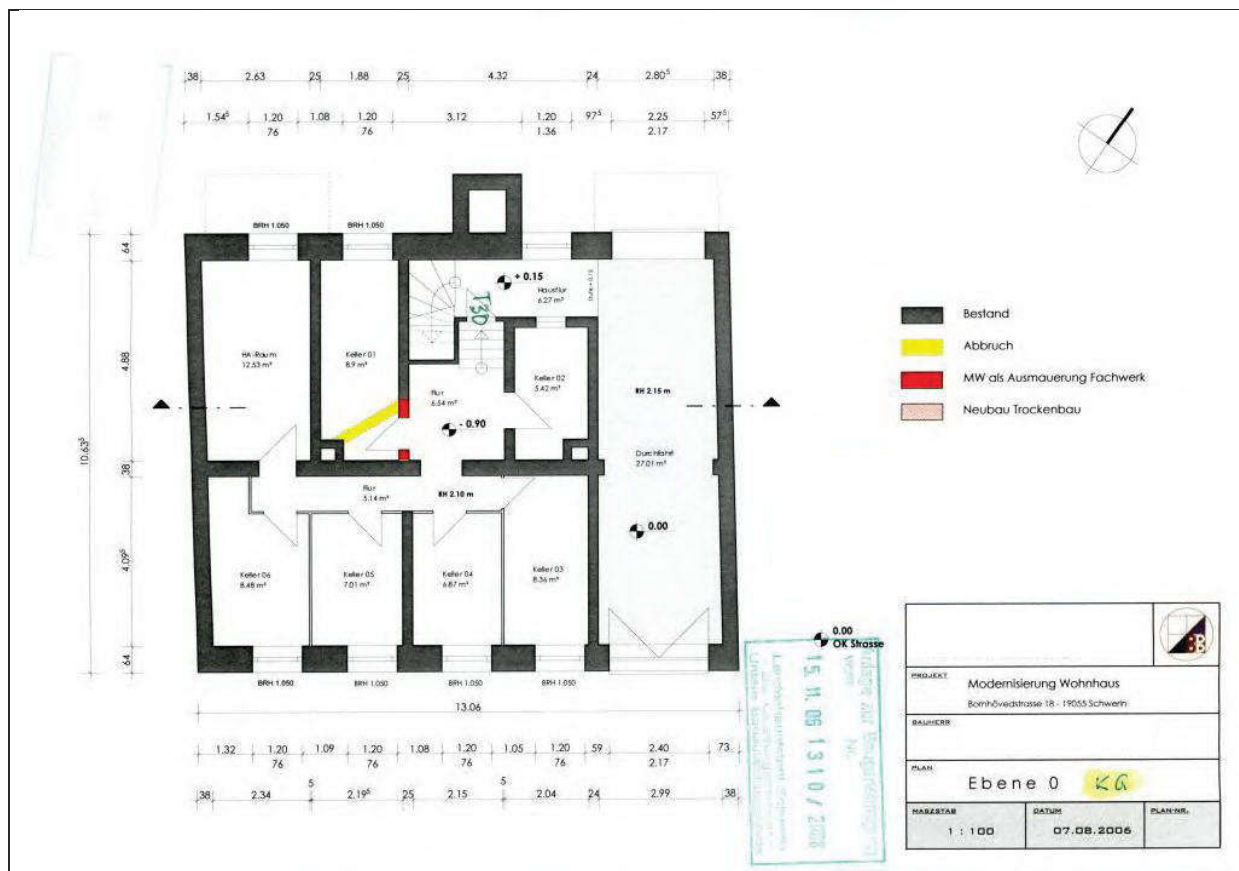 38 2.63 25 1.88 25 4.32 24 2.80⁵ 38
1.54⁵ 1.20 1.08 1.20 3.12 1.20 97⁵ 2.25 57⁵
76 76 1.36 2.17
BRH 1.050 BRH 1.050
64
4.88
38
4.09⁵
64
10.63⁵
+ 0.15
Hausflur
6.27 m²
T30
HA-Raum
12.53 m²
Keller 01
8.9 m²
Flur
6.54 m²
- 0.90
Keller 02
5.42 m²
RH 2.15 m
Durchfahrt
27.01 m²
0.00
Flur
5.14 m²
RH 2.10 m
Keller 06
8.48 m²
Keller 05
7.01 m²
Keller 04
6.87 m²
Keller 03
8.36 m²
BRH 1.050 BRH 1.050 BRH 1.050 BRH 1.050
13.06
1.32 1.20 1.09 1.20 1.08 1.20 1.05 1.20 59 2.40 73
76 76 76 76 2.17
5 5
38 2.34 2.19⁵ 25 2.15 2.04 24 2.99 38
Bestand
Abbruch
MW als Ausmauerung Fachwerk
Neubau Trockenbau
0.00
OK Strasse
PROJEKT
Modernisierung Wohnhaus
Bornhövedstrasse 18 - 19055 Schwerin
BAUHERR
PLAN
Ebene 0 KG
MASZSTAB
1 : 100
DATUM
07.08.2006
PLAN-NR.